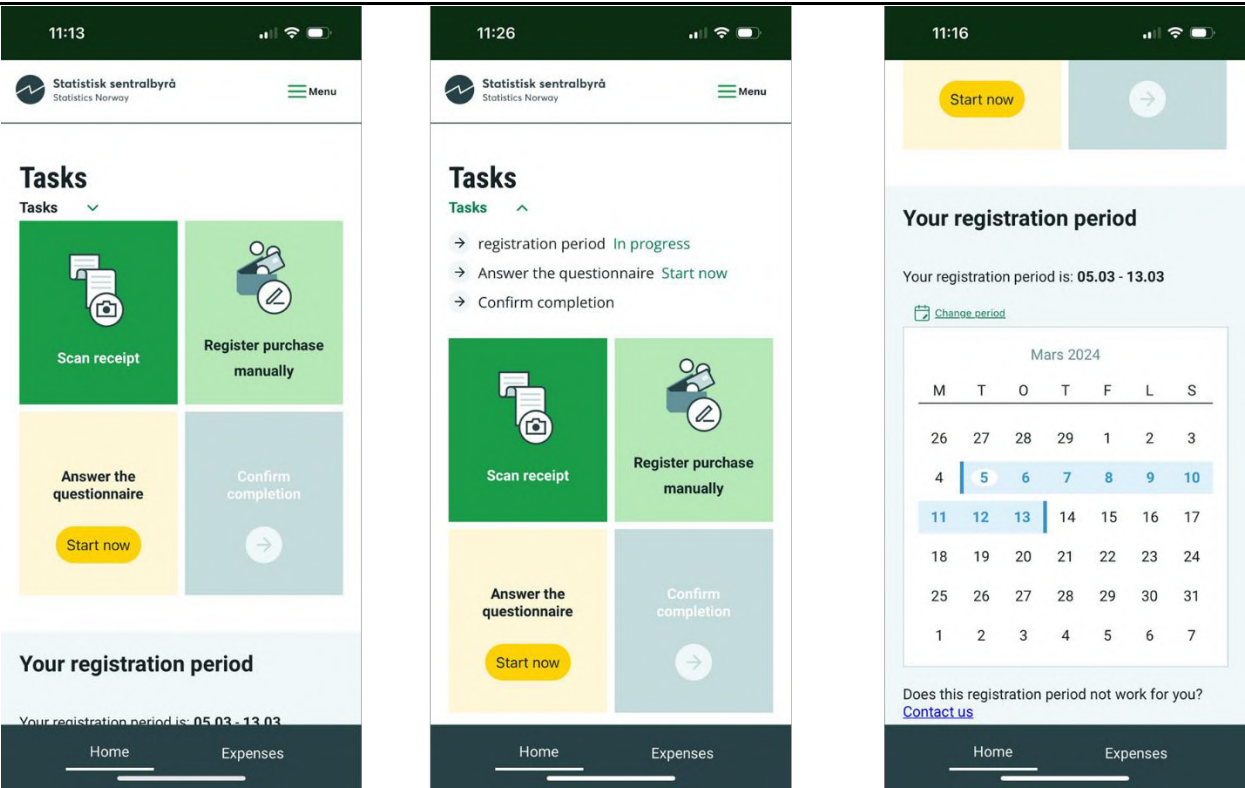 11:13
Statistisk sentralbyrå
Statistics Norway
Menu
Tasks
Tasks
Scan receipt
Register purchase
manually
Answer the
questionnaire
Start now
Confirm
completion
Your registration period
Your registration period is: 05.03 - 13.03
Home Expenses
11:26
Statistisk sentralbyrå
Statistics Norway
Menu
Tasks
Tasks
→ registration period In progress
→ Answer the questionnaire Start now
→ Confirm completion
Scan receipt
Register purchase
manually
Answer the
questionnaire
Start now
Confirm
completion
Home Expenses
11:16
Start now
Your registration period
Your registration period is: 05.03 - 13.03
Change period
Mars 2024
M T O T F L S
26 27 28 29 1 2 3
4 5 6 7 8 9 10
11 12 13 14 15 16 17
18 19 20 21 22 23 24
25 26 27 28 29 30 31
1 2 3 4 5 6 7
Does this registration period not work for you?
Contact us
Home Expenses